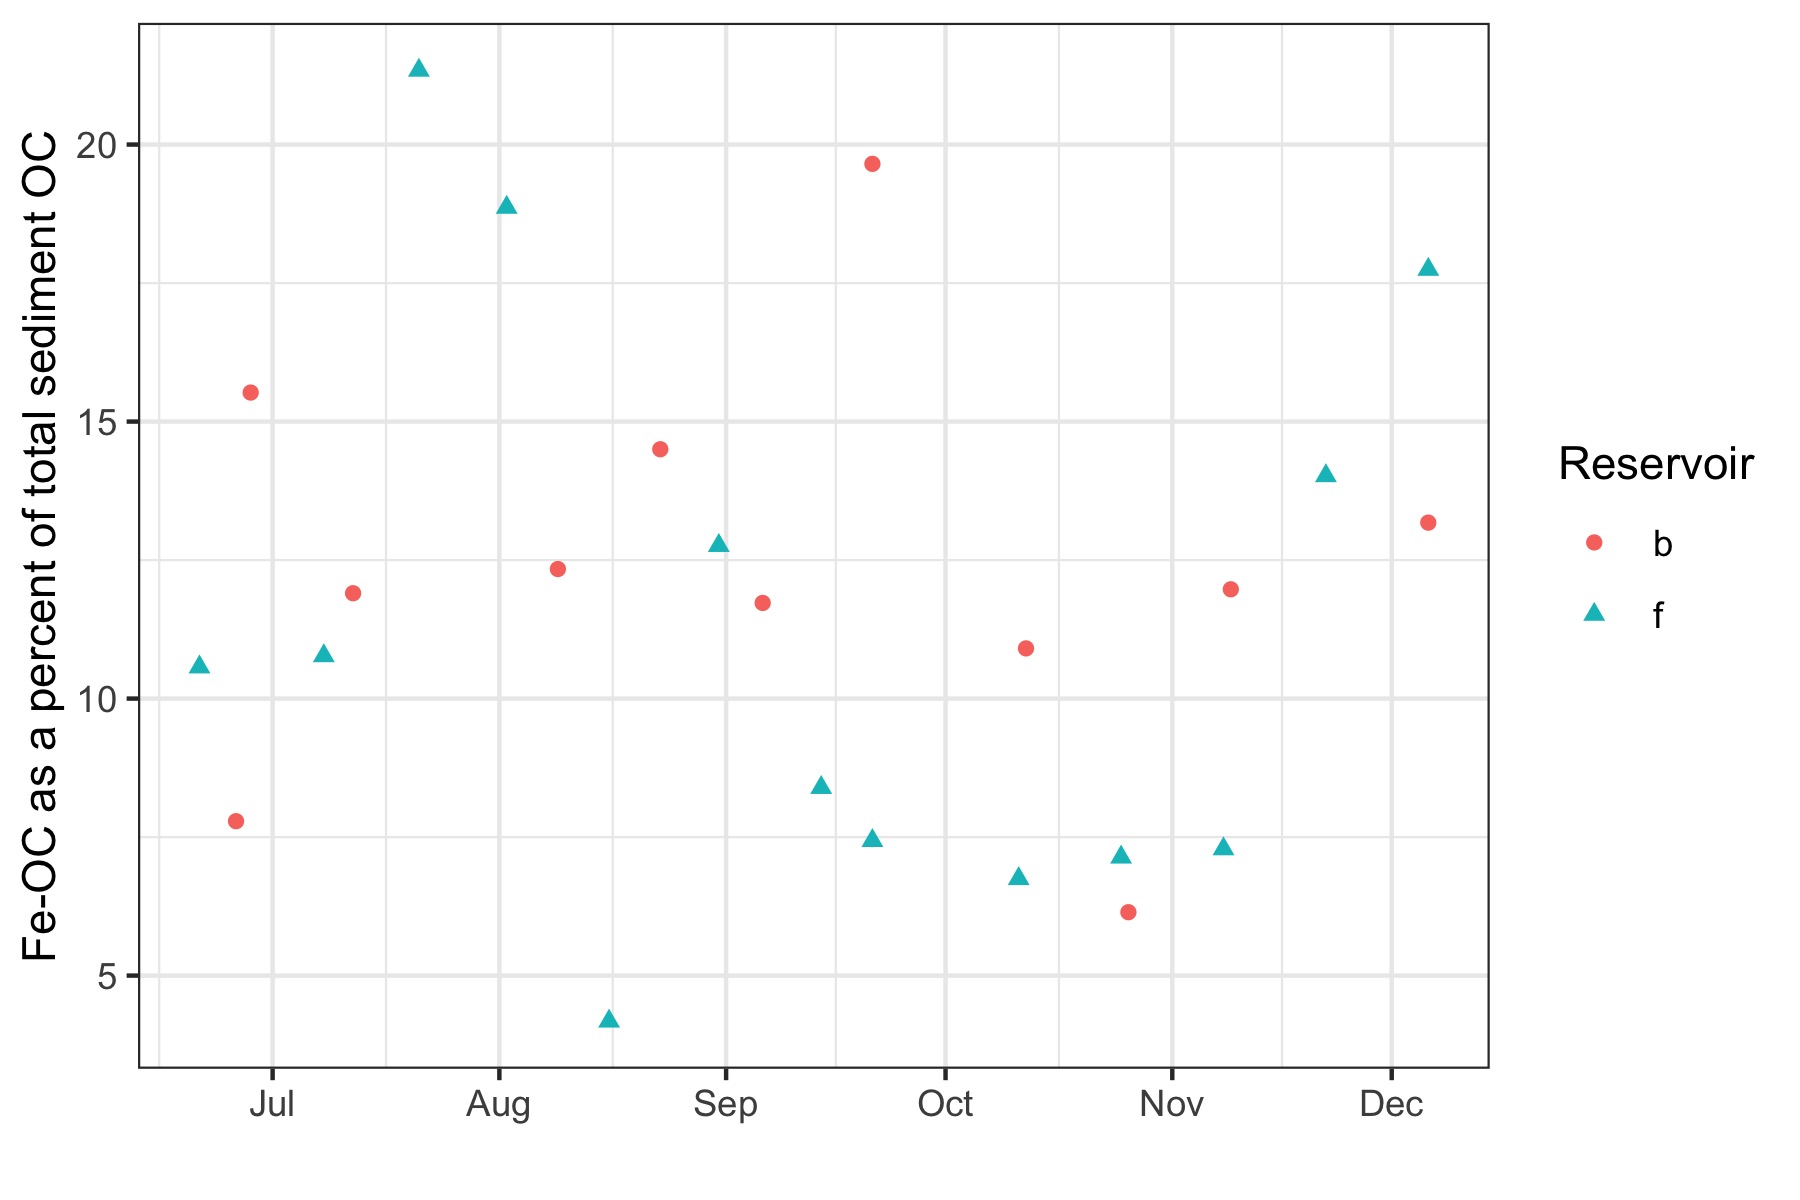 Fe-OC as a percent of total sediment OC
20
15
10
5
Jul Aug Sep Oct Nov Dec
Reservoir
b
f